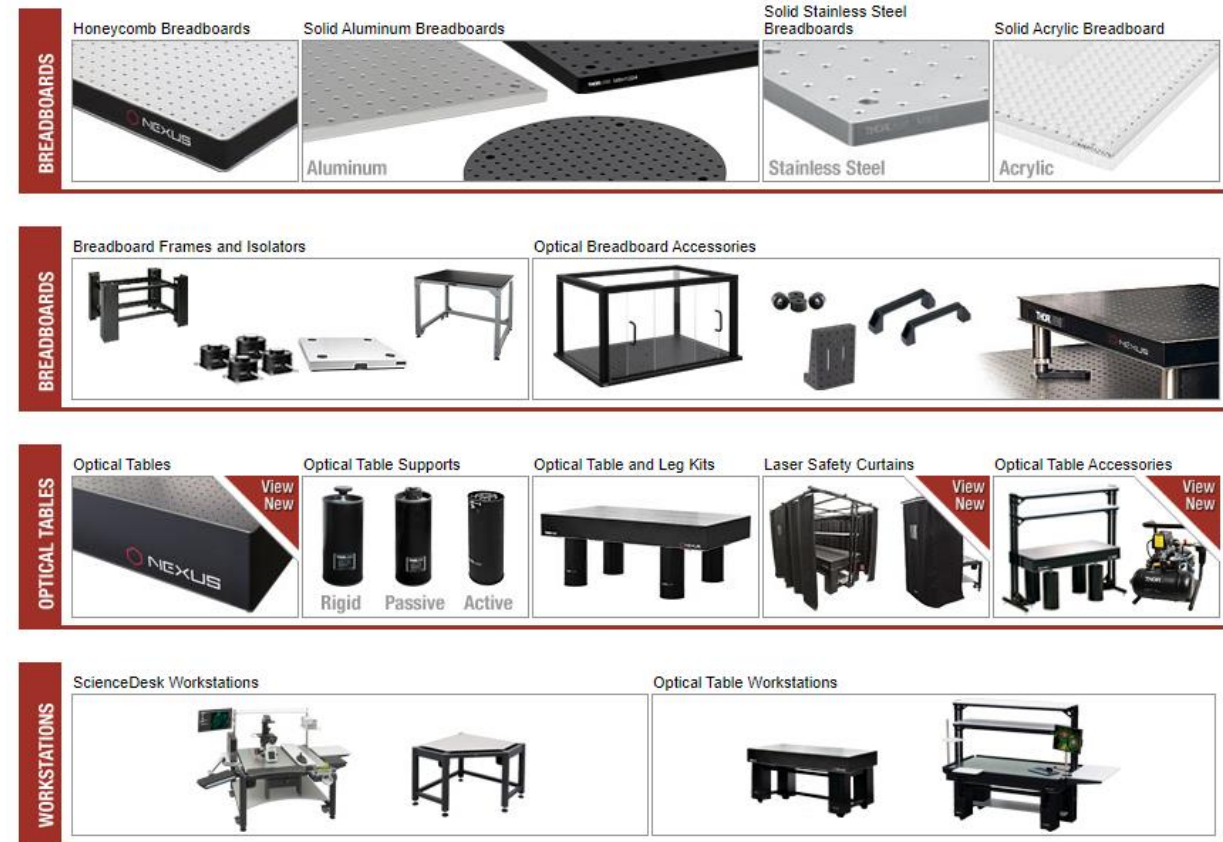 BREADBOARDS
Honeycomb Breadboards
Solid Aluminum Breadboards
Solid Stainless Steel
Breadboards
Solid Acrylic Breadboard
NEXUS
Aluminum
Stainless Steel
Acrylic
BREADBOARDS
Breadboard Frames and Isolators
Optical Breadboard Accessories
NEXUS
OPTICAL TABLES
Optical Tables
Optical Table Supports
Optical Table and Leg Kits
Laser Safety Curtains
Optical Table Accessories
View
New
View
New
View
New
NEXUS
Rigid
Passive
Active
WORKSTATIONS
ScienceDesk Workstations
Optical Table Workstations